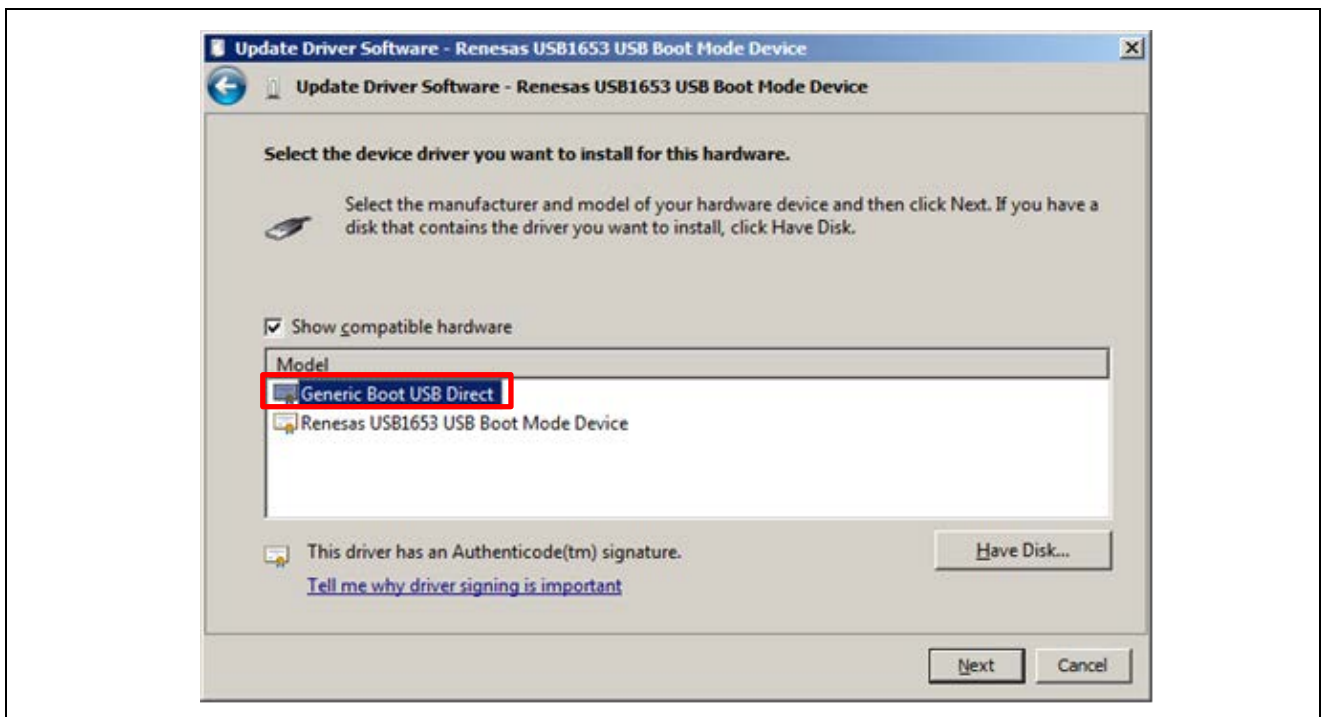 Update Driver Software - Renesas USB1653 USB Boot Mode Device
Update Driver Software - Renesas USB1653 USB Boot Mode Device
Select the device driver you want to install for this hardware.
Select the manufacturer and model of your hardware device and then click Next. If you have a
disk that contains the driver you want to install, click Have Disk.
Show compatible hardware
Model
Generic Boot USB Direct
Renesas USB1653 USB Boot Mode Device
This driver has an Authenticode(tm) signature.
Have Disk...
Tell me why driver signing is important
Next
Cancel